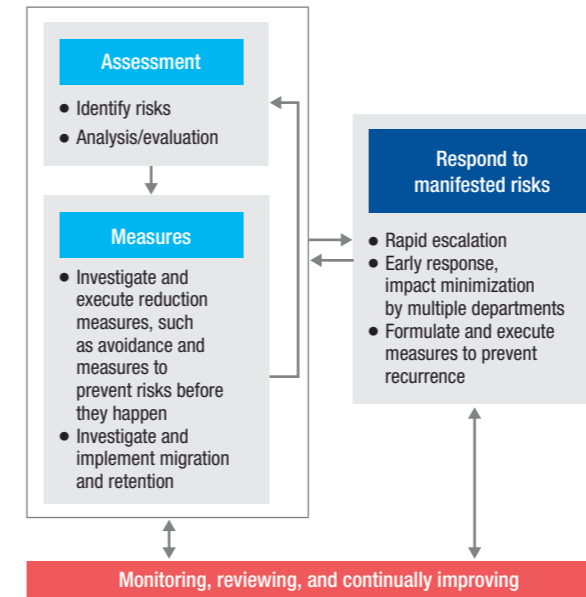 Assessment
● Identify risks
● Analysis/evaluation
Measures
● Investigate and
execute reduction
measures, such
as avoidance and
measures to
prevent risks before
they happen
● Investigate and
implement migration
and retention
Respond to
manifested risks
● Rapid escalation
● Early response,
impact minimization
by multiple departments
● Formulate and execute
measures to prevent
recurrence
Monitoring, reviewing, and continually improving